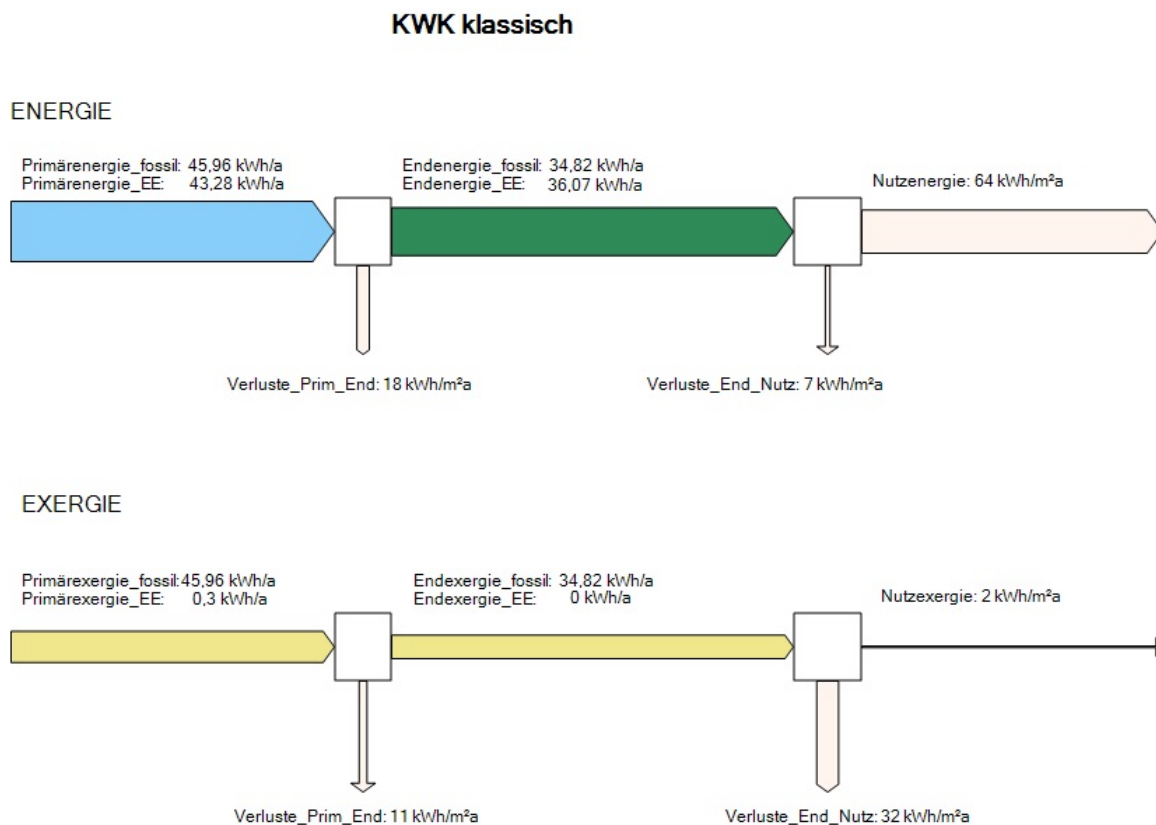 KWK klassisch
ENERGIE
Primärenergie_fossil: 45,96 kWh/a
Primärenergie_EE: 43,28 kWh/a
Endenergie_fossil: 34,82 kWh/a
Endenergie_EE: 36,07 kWh/a
Nutzenergie: 64 kWh/m²a
Verluste_Prim_End: 18 kWh/m²a
Verluste_End_Nutz: 7 kWh/m²a
EXERGIE
Primärexergie_fossil: 45,96 kWh/a
Primärexergie_EE: 0,3 kWh/a
Endexergie_fossil: 34,82 kWh/a
Endexergie_EE: 0 kWh/a
Nutzexergie: 2 kWh/m²a
Verluste_Prim_End: 11 kWh/m²a
Verluste_End_Nutz: 32 kWh/m²a